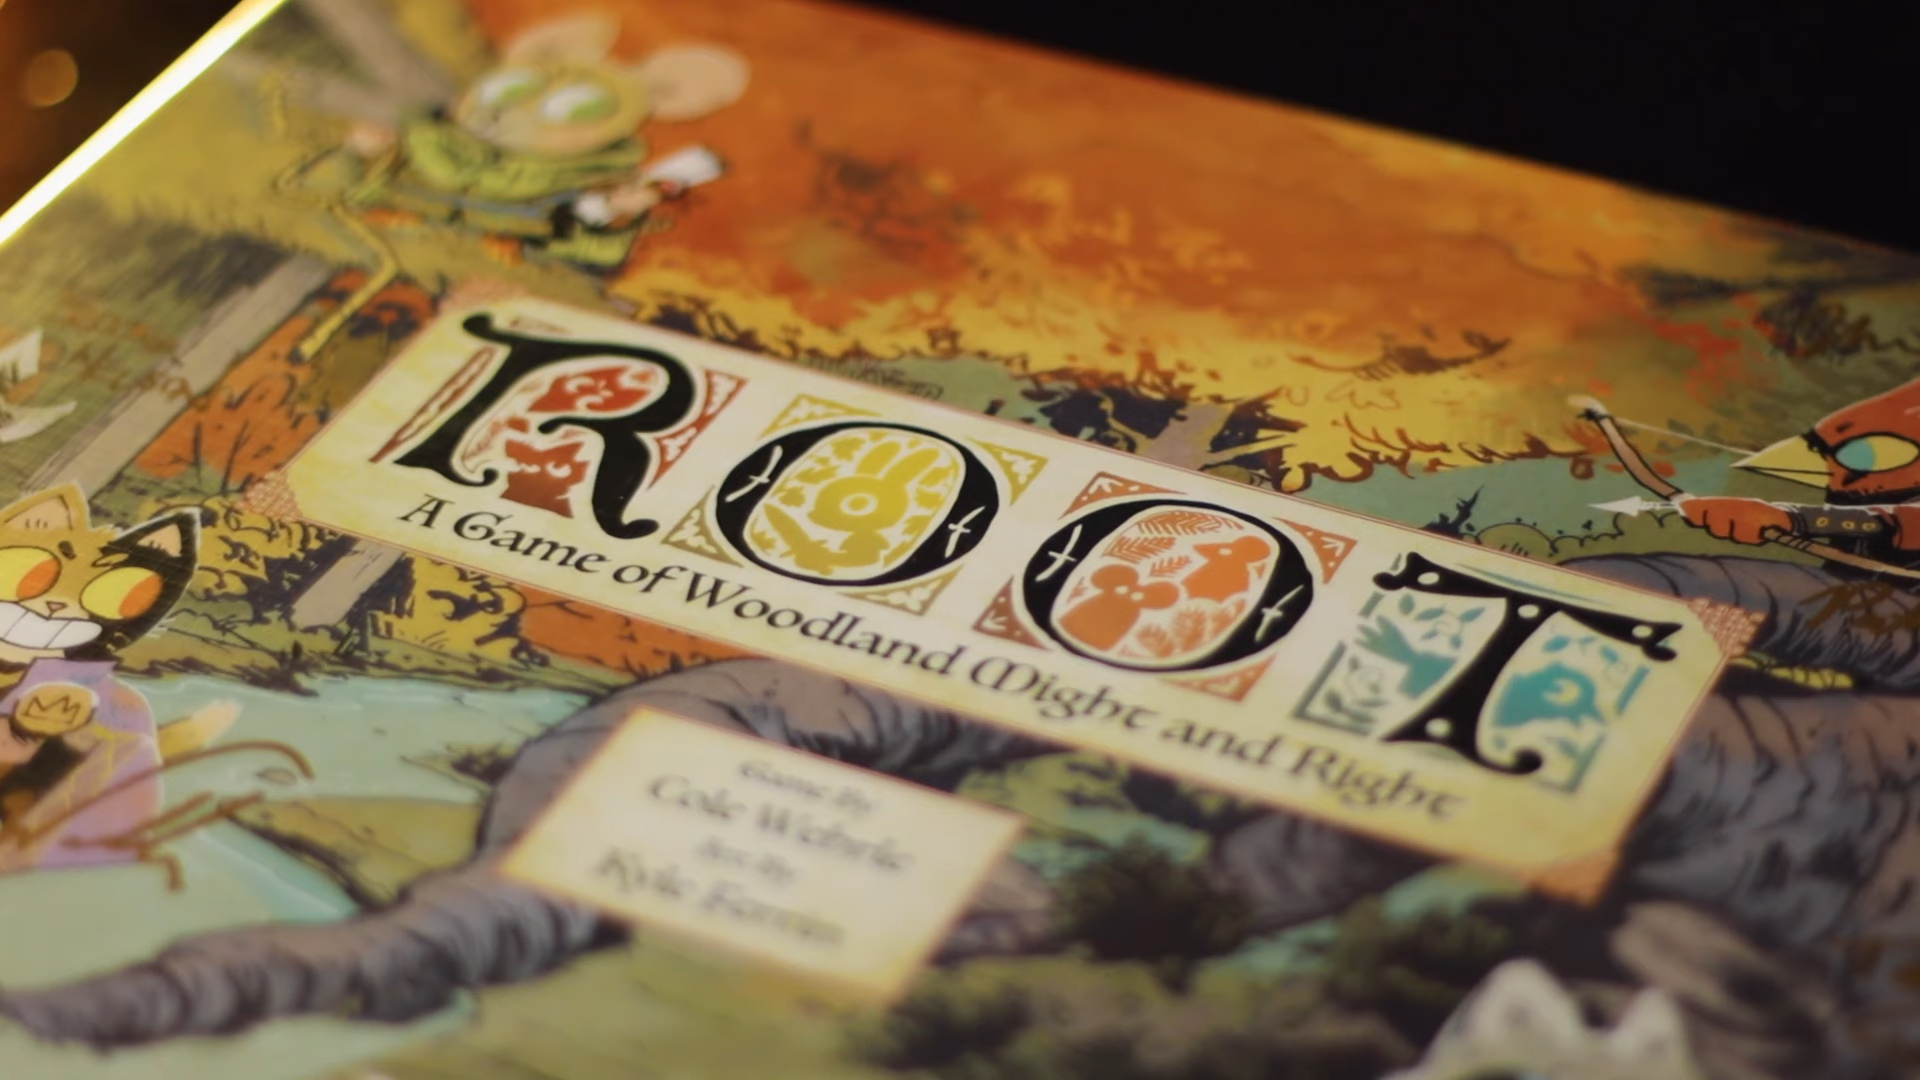 ROOT
A Game of Woodland Might and Right
Game By
Cole Wehrle
Art By
Kyle Ferrin